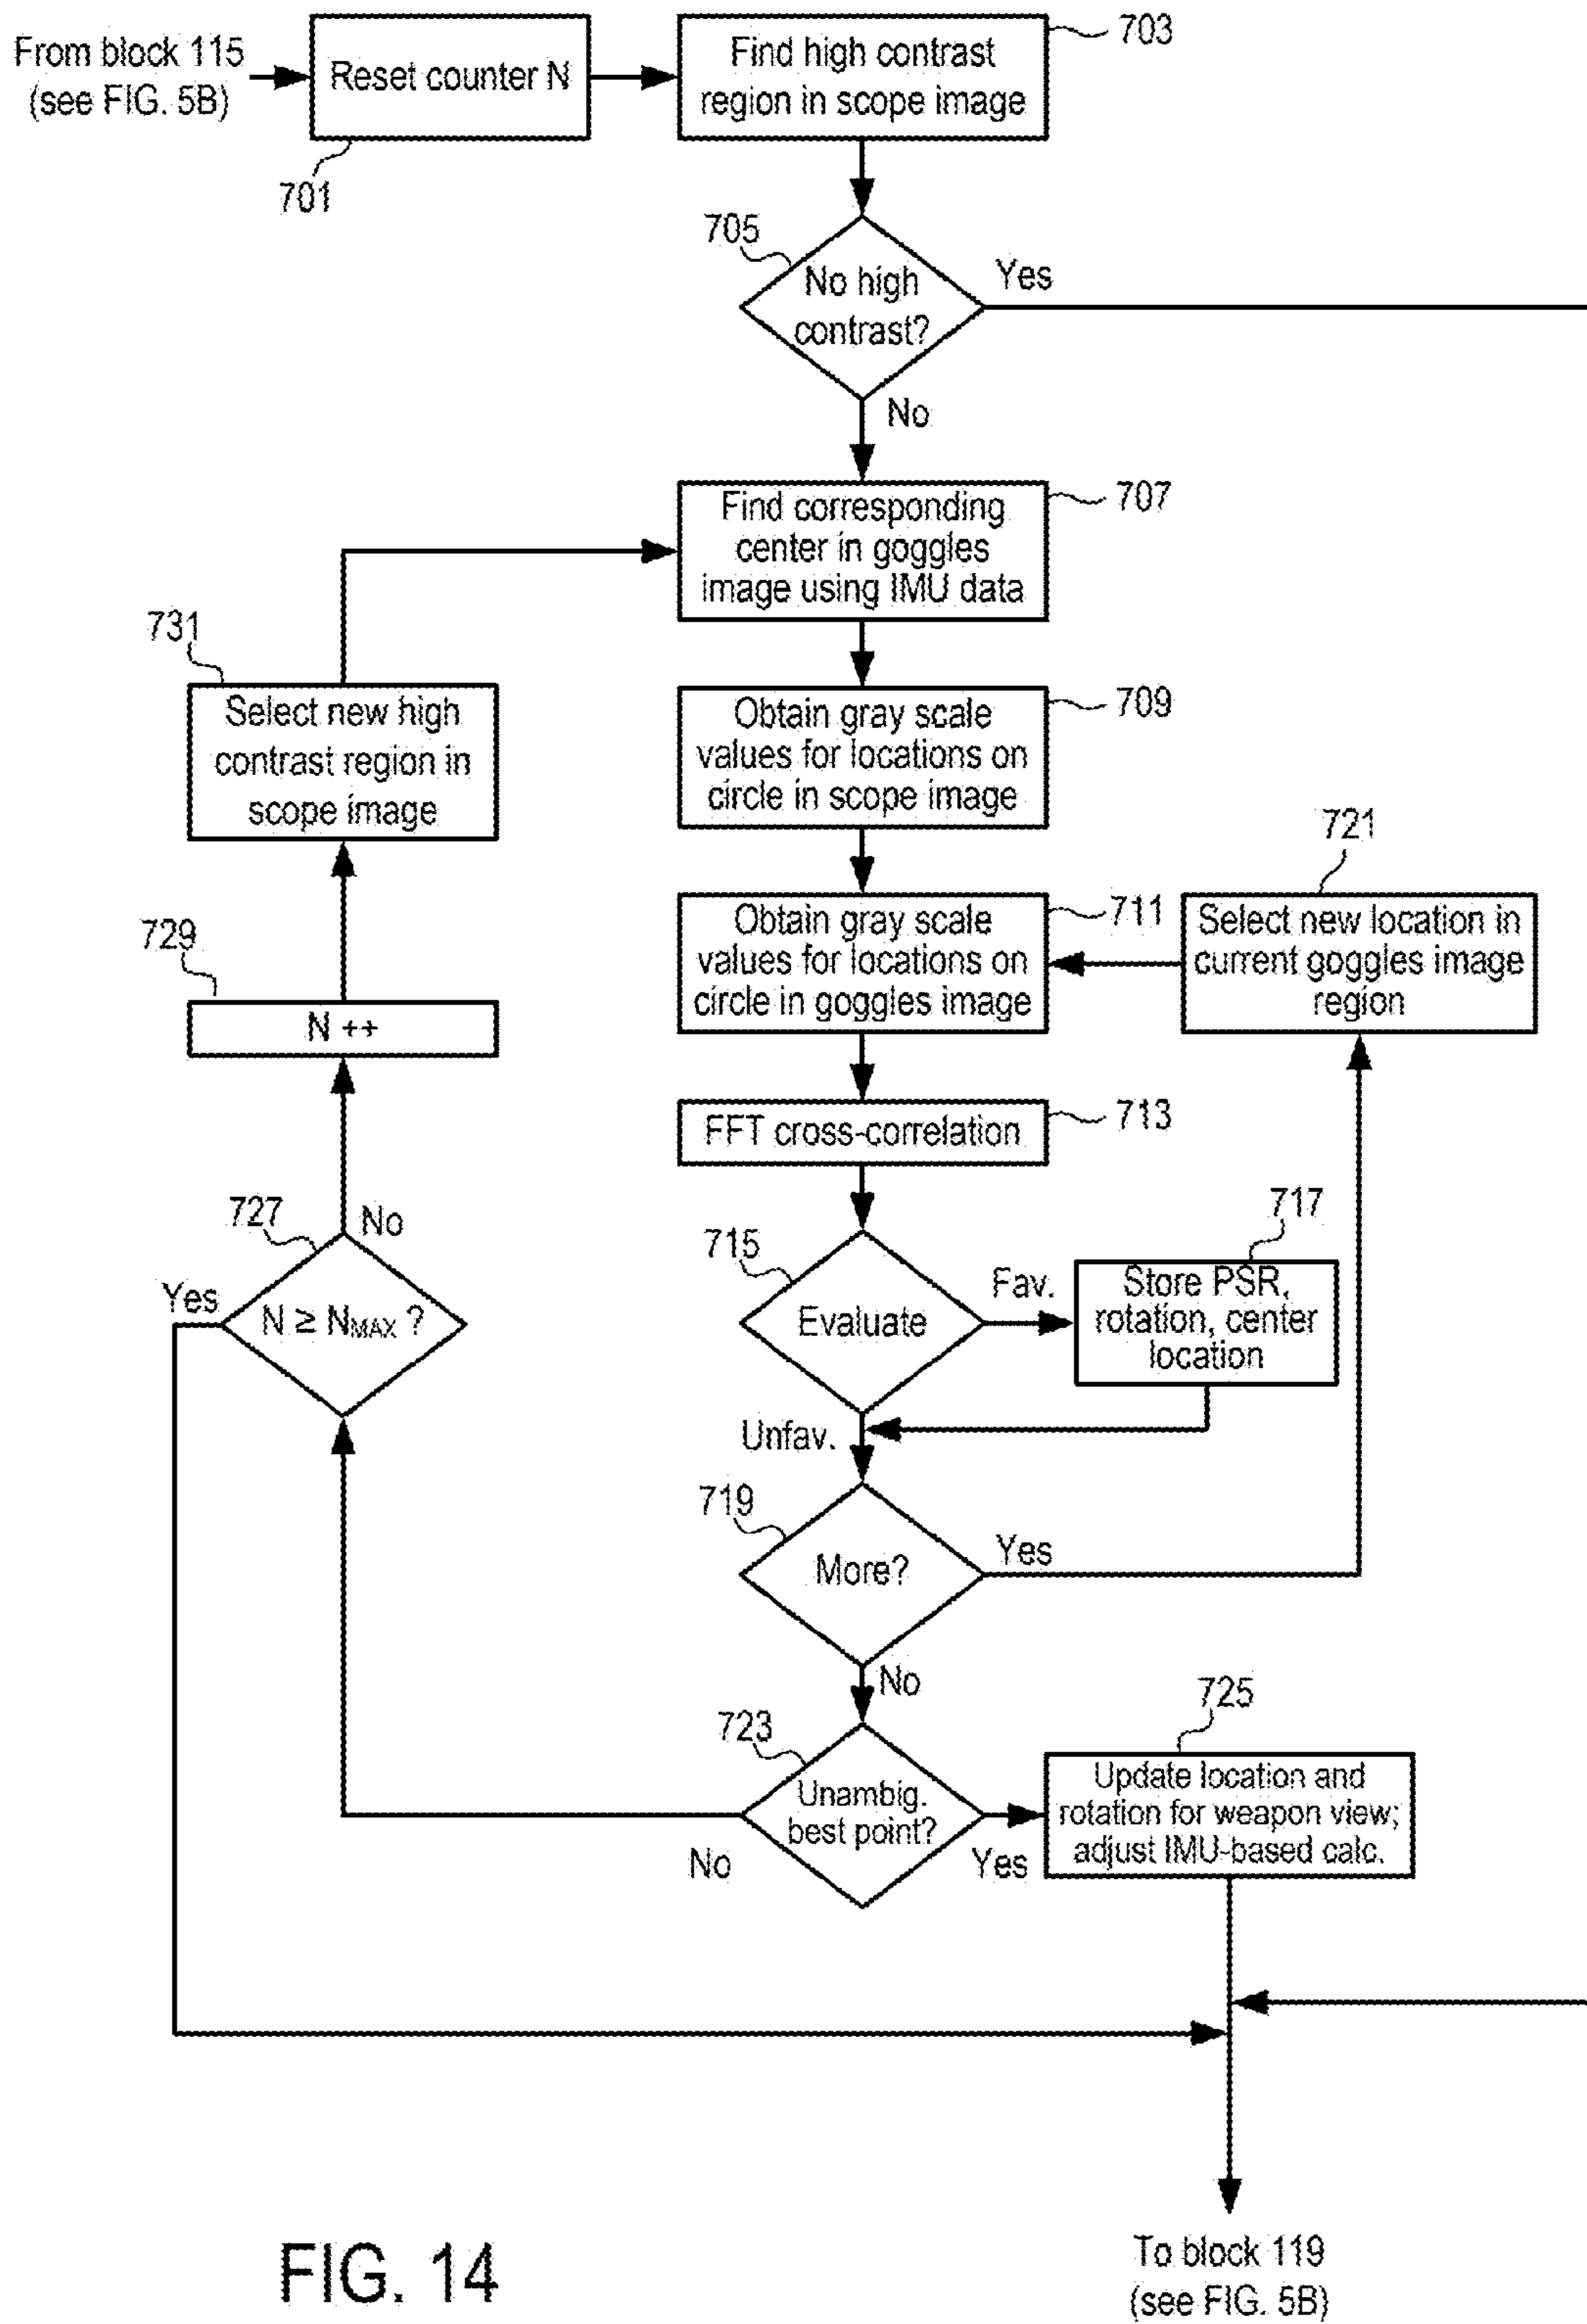 From block 115
(see FIG. 5B)
Reset counter N
701
Find high contrast
region in scope image
703
705
No high
contrast?
Yes
No
Find corresponding
center in goggles
image using IMU data
707
731
Select new high
contrast region in
scope image
Obtain gray scale
values for locations on
circle in scope image
709
721
Obtain gray scale
values for locations on
circle in goggles image
711
Select new location in
current goggles image
region
729
N ++
FFT cross-correlation
713
727
No
Yes
N ≥ NMAX ?
715
Evaluate
Fav.
717
Store PSR,
rotation, center
location
Unfav.
719
More?
Yes
No
723
Unambig.
best point?
No
Yes
725
Update location and
rotation for weapon view;
adjust IMU-based calc.
To block 119
(see FIG. 5B)
FIG. 14